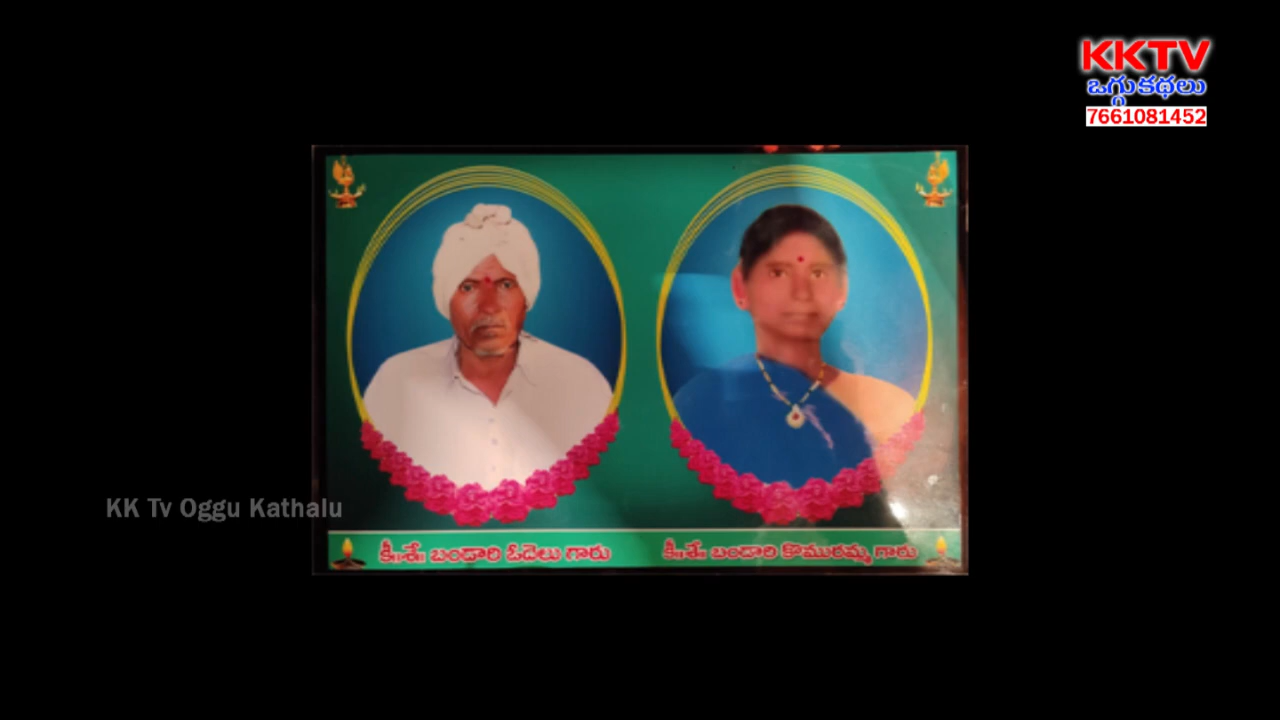 KKTV
ఒగ్గుకథలు
7661081452
KK Tv Oggu Kathalu
కీ॥శే॥ బండారి ఓదెలు గారు
కీ॥శే॥ బండారి కొమురమ్మ గారు